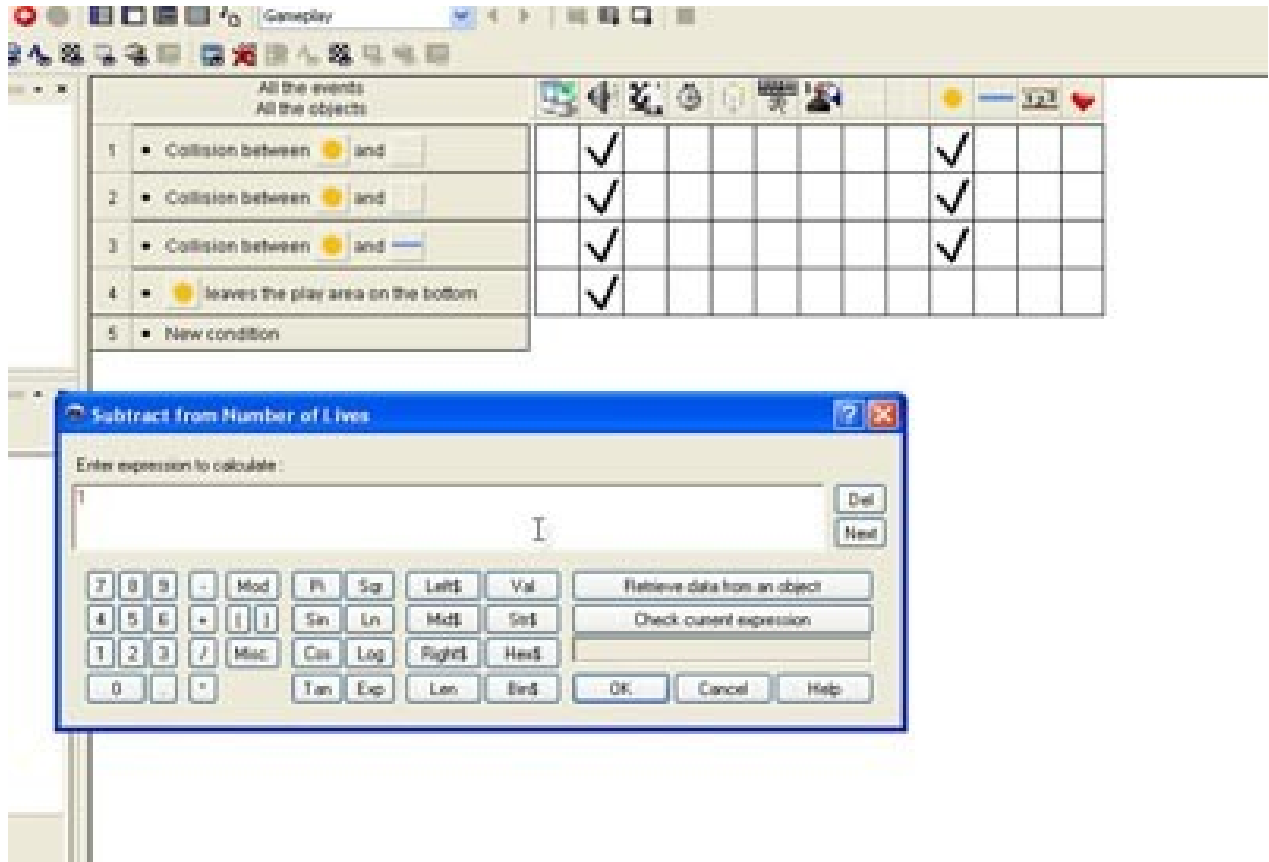 Gameplay
All the events
All the objects
1 • Collision between and
2 • Collision between and
3 • Collision between and
4 • leaves the play area on the bottom
5 • New condition
123
Subtract from Number of Lives
Enter expression to calculate :
1
Del
Next
7 8 9 - Mod Pi Sqr Left$ Val Retrieve data from an object
4 5 6 + ( ) Sin Ln Mid$ Str$ Check current expression
1 2 3 / Misc Cos Log Right$ Hex$
0 . * Tan Exp Len Bin$ OK Cancel Help